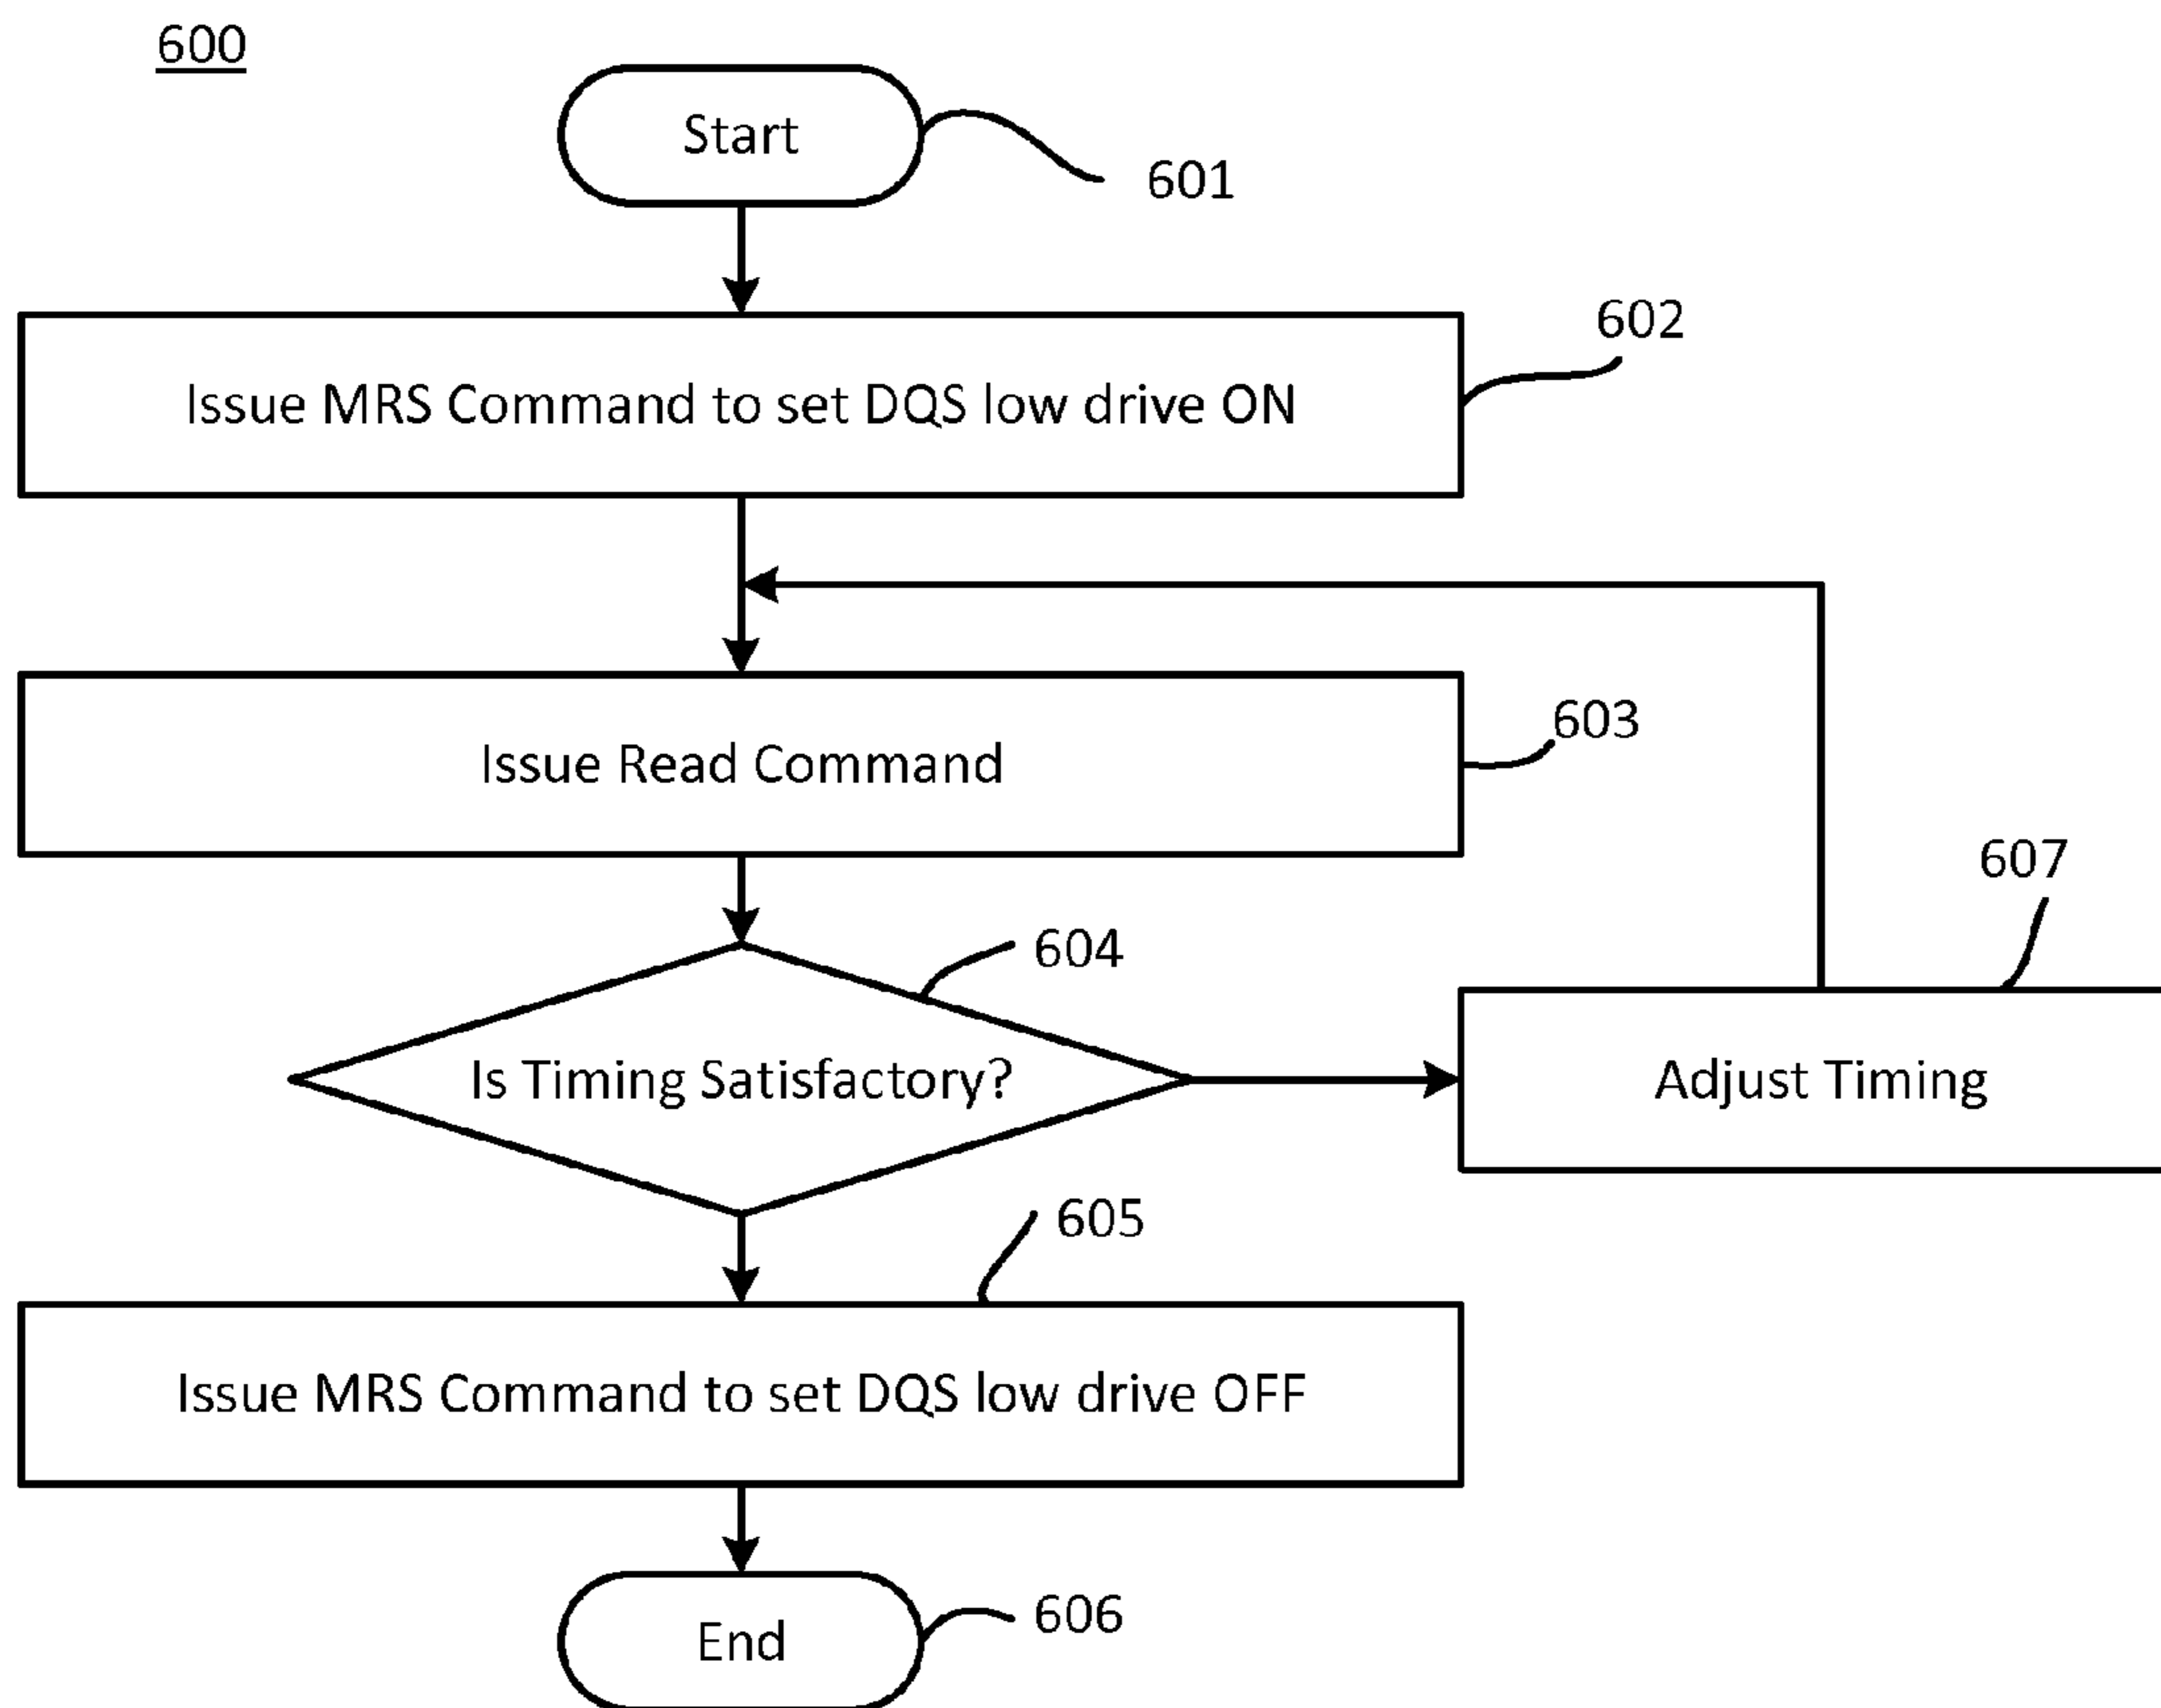 600
Start
601
602
Issue MRS Command to set DQS low drive ON
603
Issue Read Command
607
604
Is Timing Satisfactory?
Adjust Timing
605
Issue MRS Command to set DQS low drive OFF
End
606